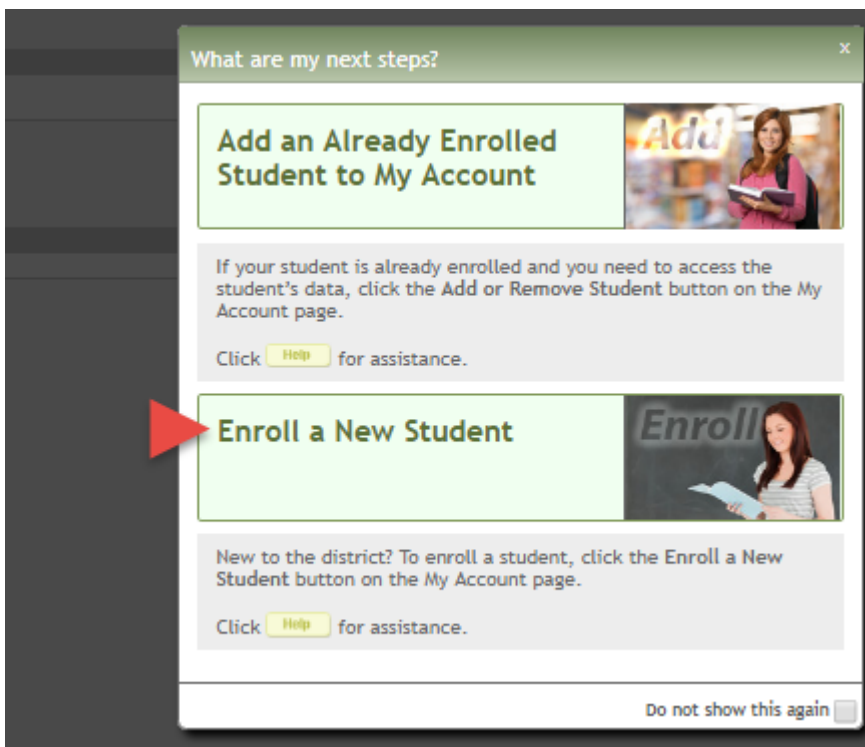 What are my next steps?
x
Add an Already Enrolled
Student to My Account
Add
If your student is already enrolled and you need to access the
student's data, click the Add or Remove Student button on the My
Account page.
Click Help for assistance.
Enroll a New Student
Enroll
New to the district? To enroll a student, click the Enroll a New
Student button on the My Account page.
Click Help for assistance.
Do not show this again